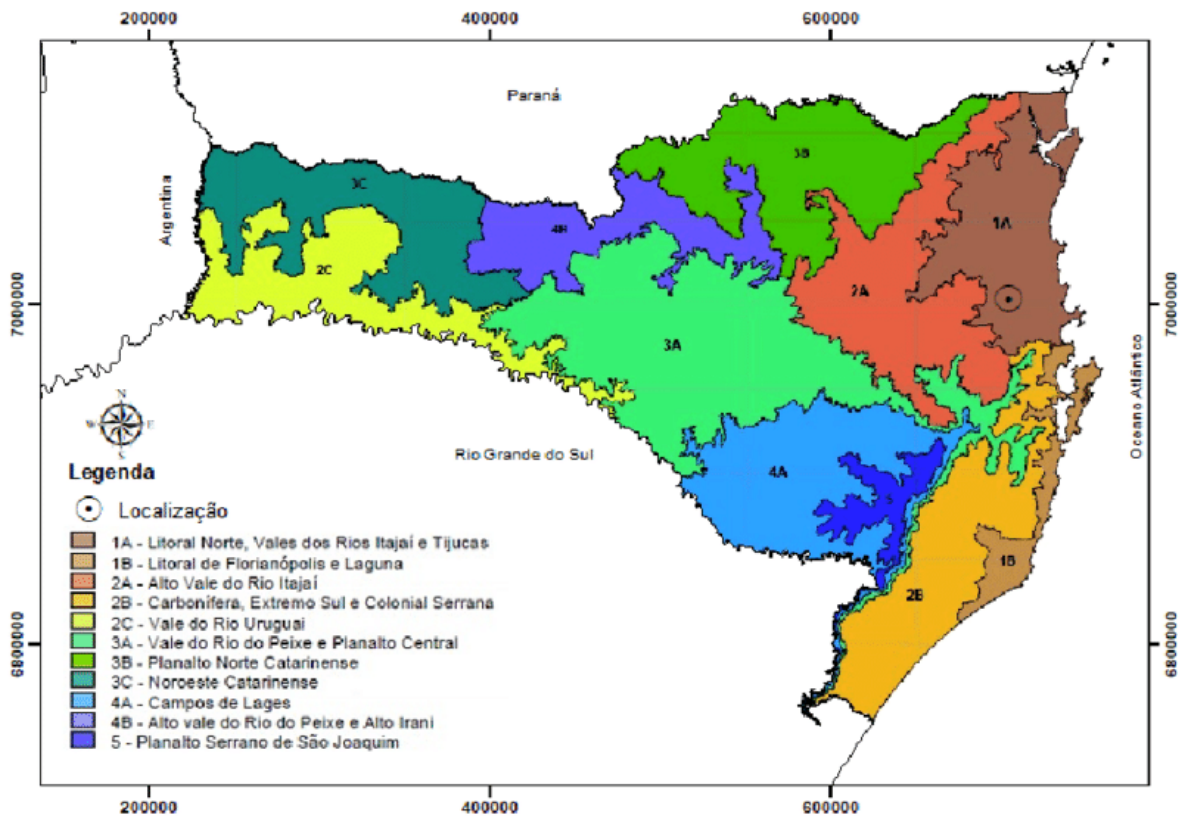 200000 400000 600000
Paraná
3B
3C
Argentina
1A
4B
2C
2A
7000000 7000000
3A
Oceano Atlântico
N
W E
S
Rio Grande do Sul
Legenda
4A
5
Localização
1A - Litoral Norte, Vales dos Rios Itajaí e Tijucas
1B - Litoral de Florianópolis e Laguna
1B
2A - Alto Vale do Rio Itajaí
2B - Carbonífera, Extremo Sul e Colonial Serrana
2B
2C - Vale do Rio Uruguai
3A - Vale do Rio do Peixe e Planalto Central
6800000 6800000
3B - Planalto Norte Catarinense
3C - Noroeste Catarinense
4A - Campos de Lages
4B - Alto vale do Rio do Peixe e Alto Irani
5 - Planalto Serrano de São Joaquim
200000 400000 600000